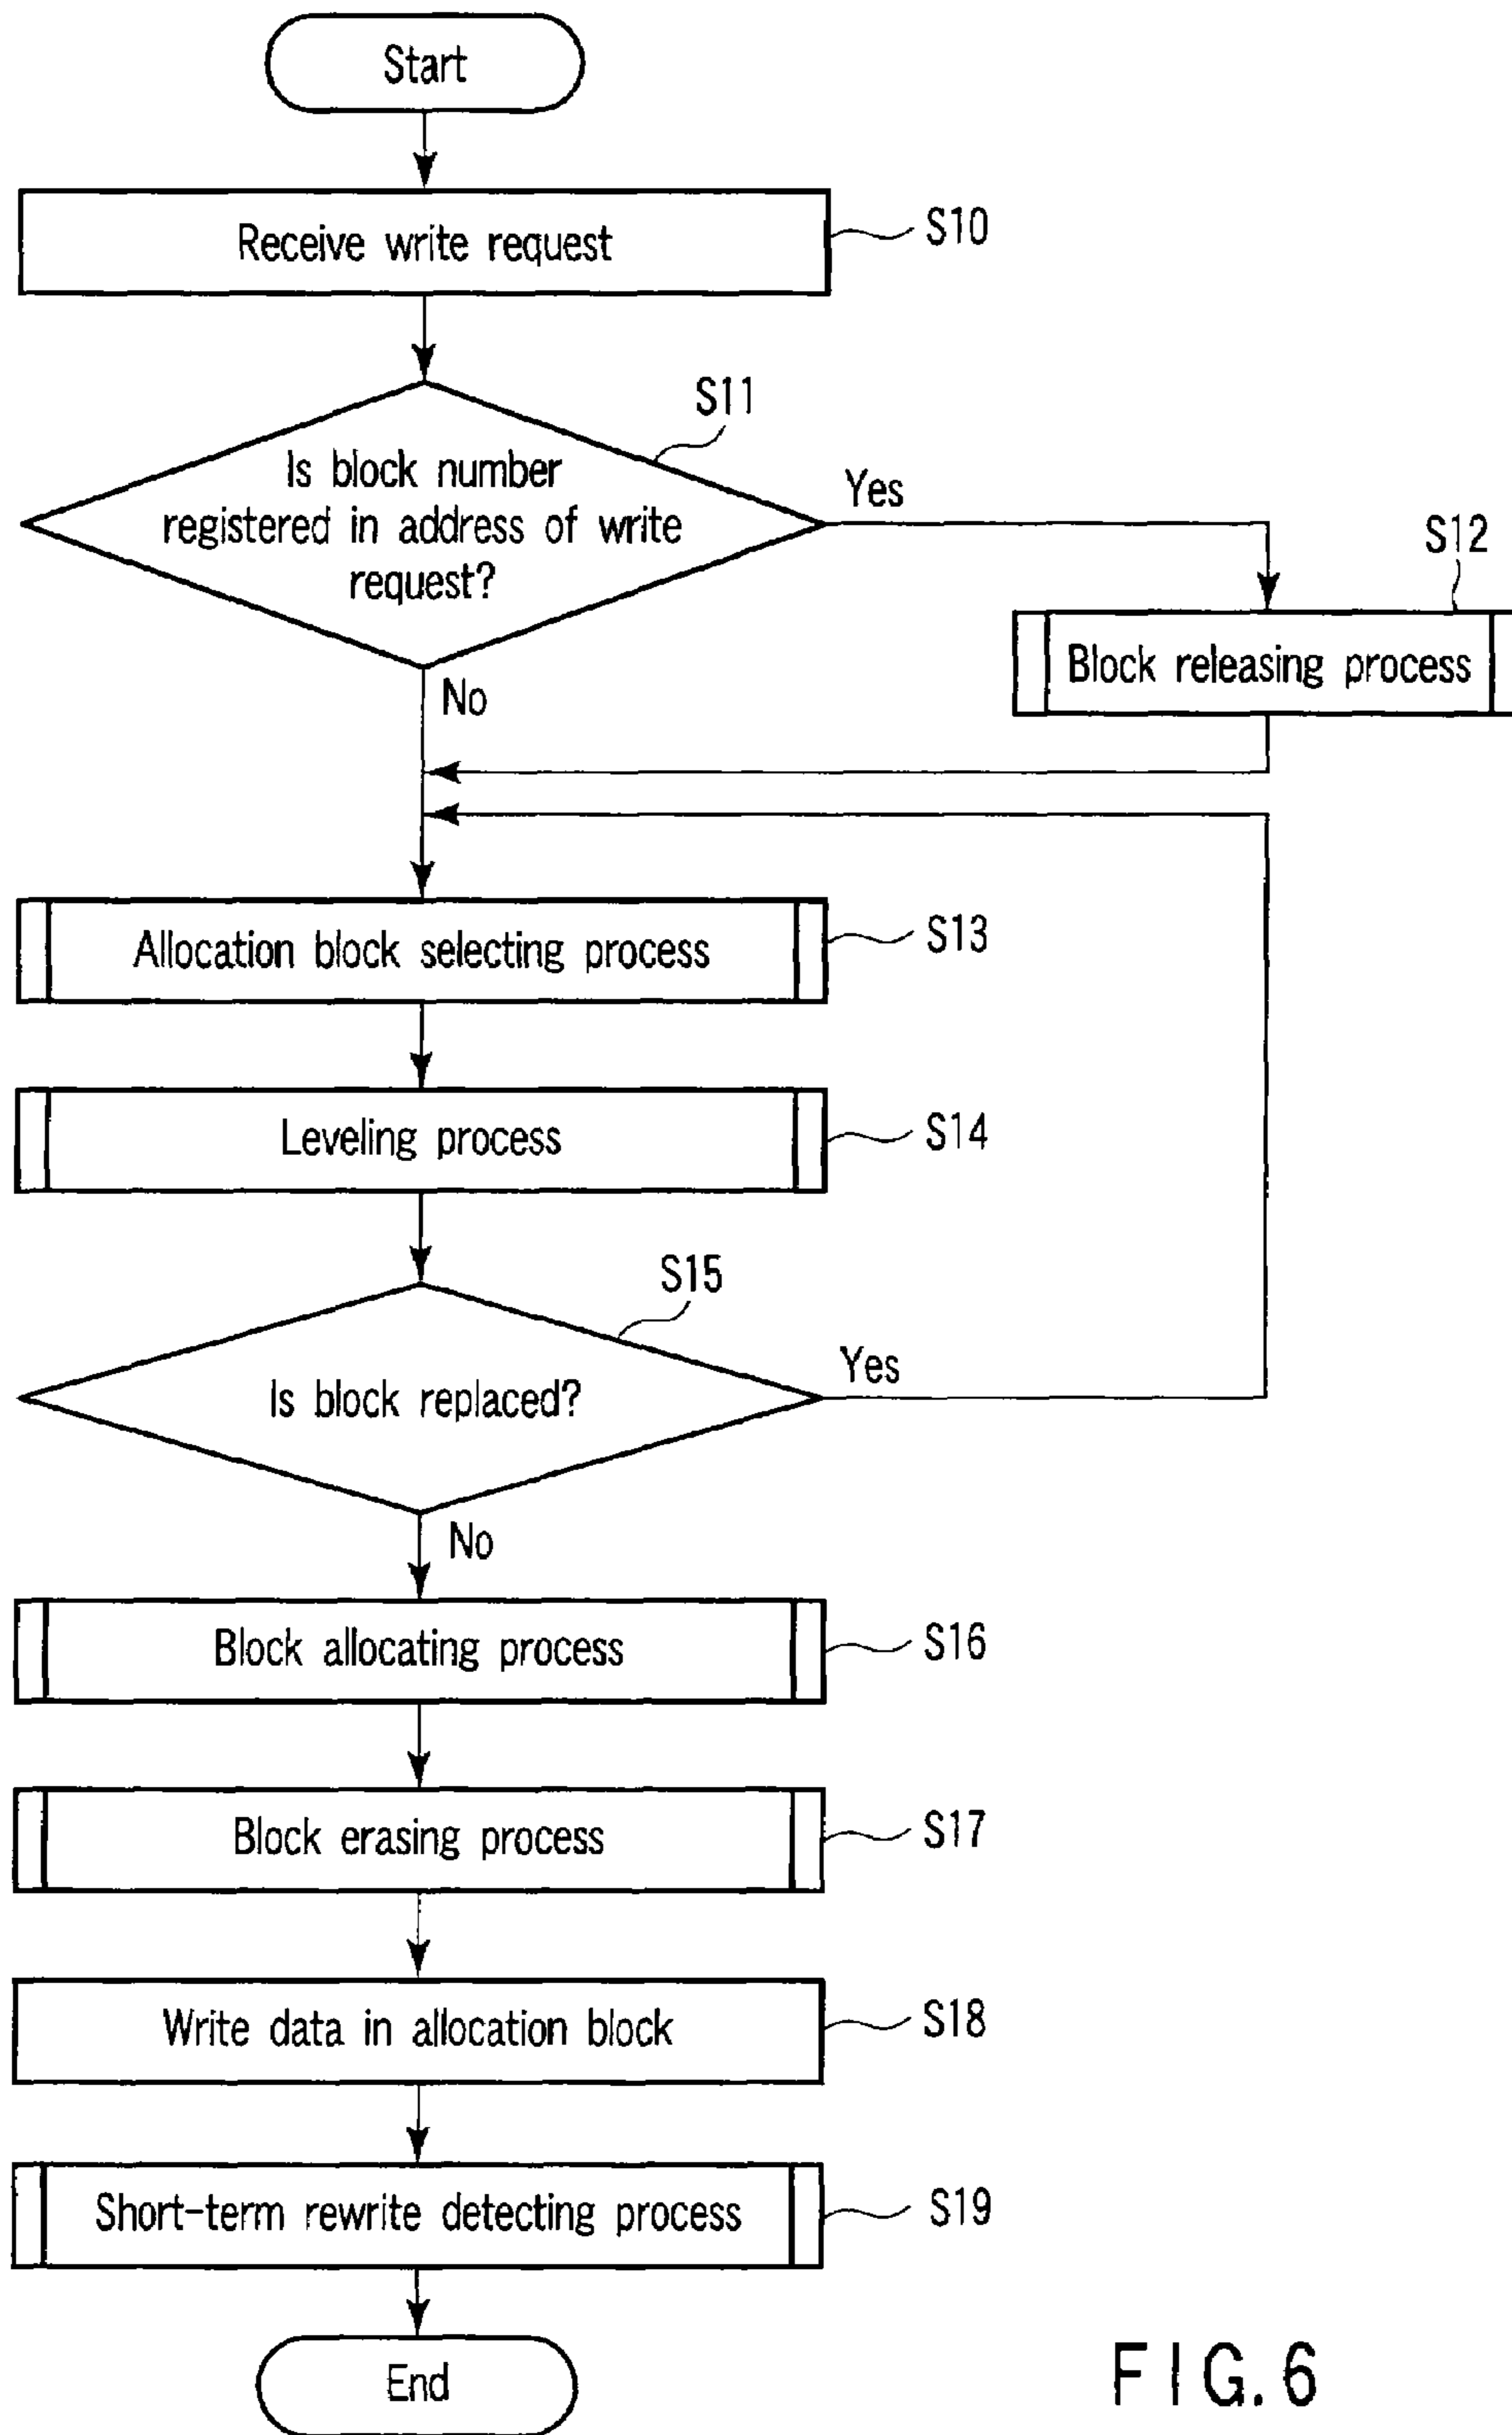 Start
Receive write request
S10
S11
Is block number
registered in address of write
request?
Yes
S12
Block releasing process
No
Allocation block selecting process
S13
Leveling process
S14
S15
Is block replaced?
Yes
No
Block allocating process
S16
Block erasing process
S17
Write data in allocation block
S18
Short-term rewrite detecting process
S19
End
FIG. 6